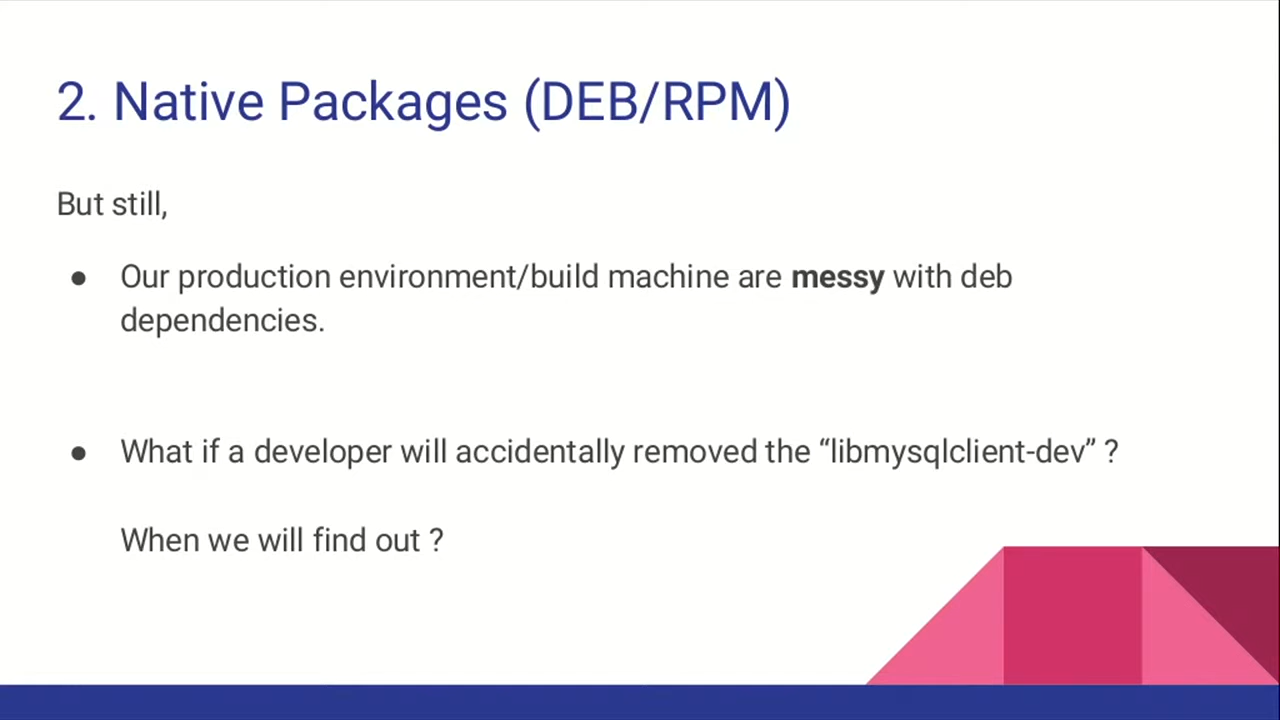 2. Native Packages (DEB/RPM)
But still,
● Our production environment/build machine are messy with deb
dependencies.
● What if a developer will accidentally removed the “libmysqlclient-dev” ?
When we will find out ?